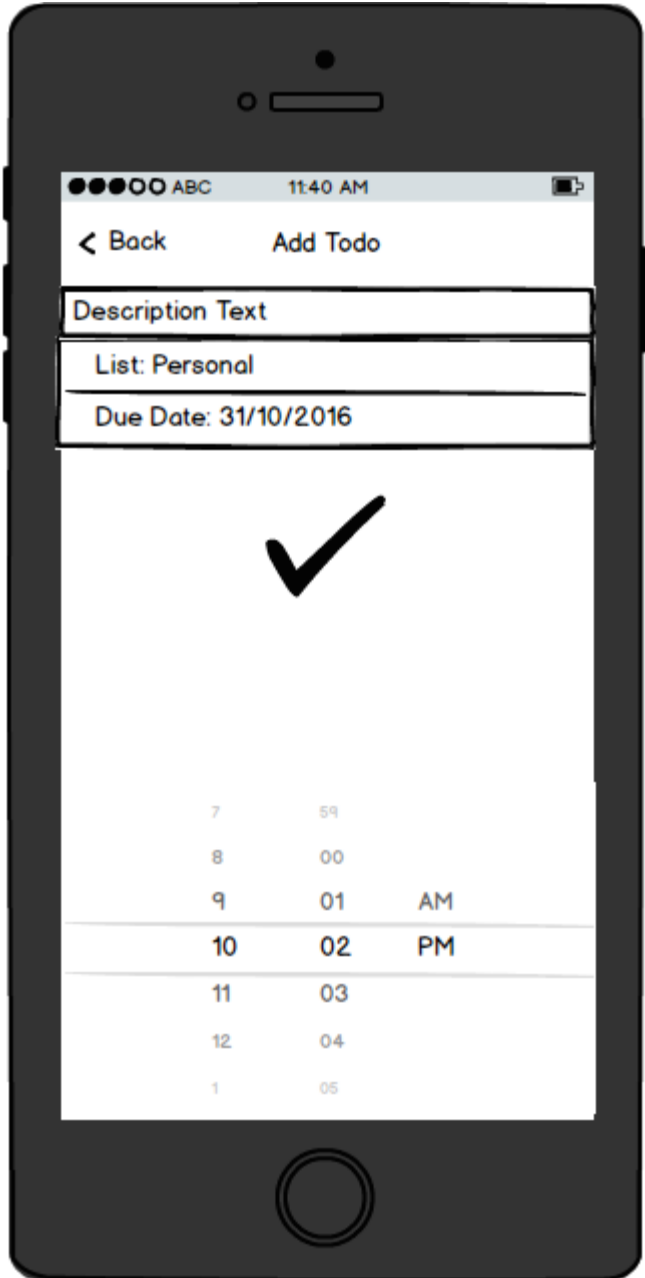 ABC 11:40 AM
< Back Add Todo
Description Text
List: Personal
Due Date: 31/10/2016
7 59
8 00
9 01 AM
10 02 PM
11 03
12 04
1 05